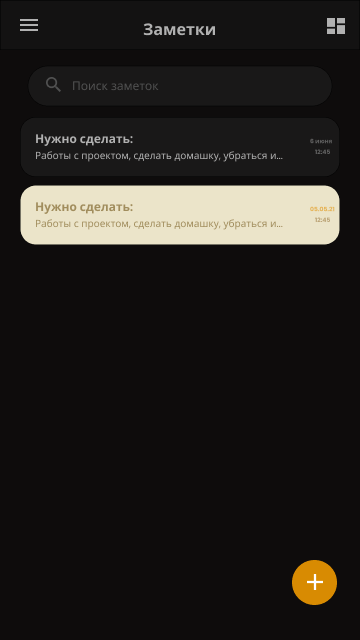 Заметки
Поиск заметок
Нужно сделать:
8 июня
Работы с проектом, сделать домашку, убраться и...
12:45
Нужно сделать:
05.06.21
Работы с проектом, сделать домашку, убраться и...
12:45